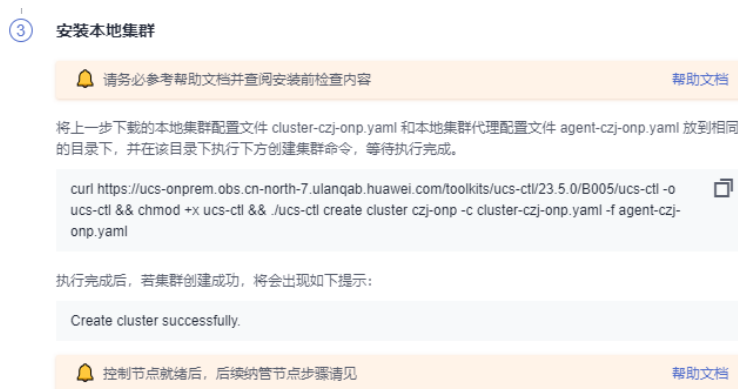 3 安装本地集群
请务必参考帮助文档并查阅安装前检查内容 帮助文档
将上一步下载的本地集群配置文件 cluster-czj-onp.yaml 和本地集群代理配置文件 agent-czj-onp.yaml 放到相同
的目录下，并在该目录下执行下方创建集群命令，等待执行完成。
curl https://ucs-onprem.obs.cn-north-7.ulanqab.huawei.com/toolkits/ucs-ctl/23.5.0/B005/ucs-ctl -o
ucs-ctl && chmod +x ucs-ctl && ./ucs-ctl create cluster czj-onp -c cluster-czj-onp.yaml -f agent-czj-
onp.yaml
执行完成后，若集群创建成功，将会出现如下提示：
Create cluster successfully.
控制节点就绪后，后续纳管节点步骤请见 帮助文档